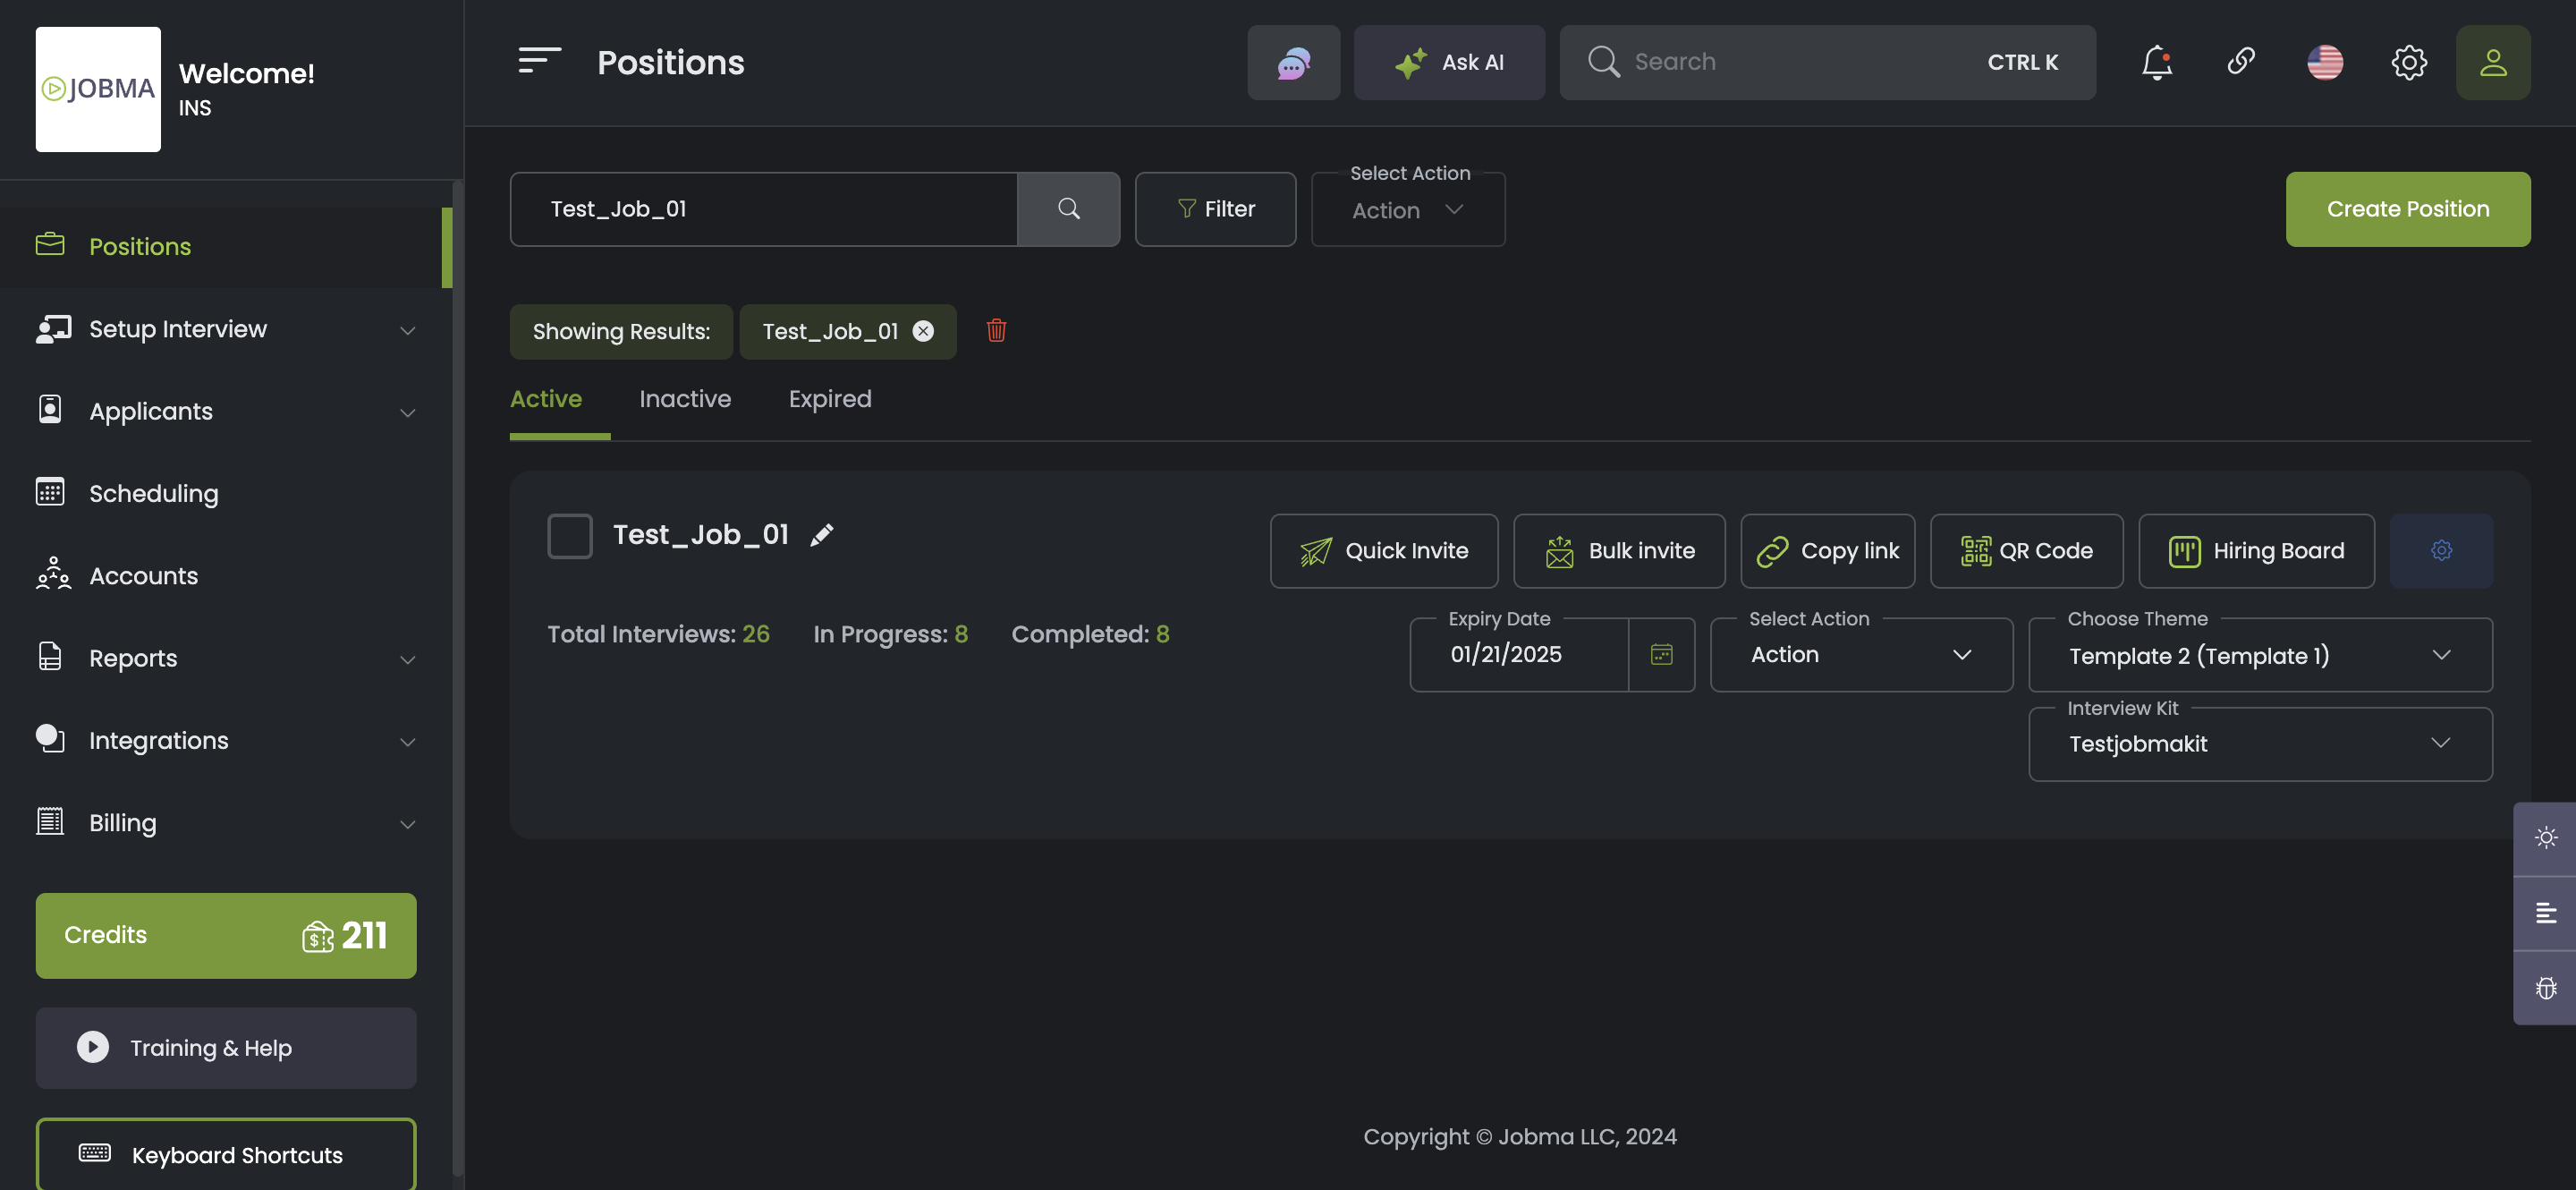 JOBMA
Welcome!
INS
Positions
Ask AI
Search
CTRL K
Positions
Setup Interview
Applicants
Scheduling
Accounts
Reports
Integrations
Billing
Credits
211
Training & Help
Keyboard Shortcuts
Test_Job_01
Filter
Select Action
Action
Create Position
Showing Results:
Test_Job_01
Active
Inactive
Expired
Test_Job_01
Quick Invite
Bulk invite
Copy link
QR Code
Hiring Board
Total Interviews: 26
In Progress: 8
Completed: 8
Expiry Date
01/21/2025
Select Action
Action
Choose Theme
Template 2 (Template 1)
Interview Kit
Testjobmakit
Copyright © Jobma LLC, 2024